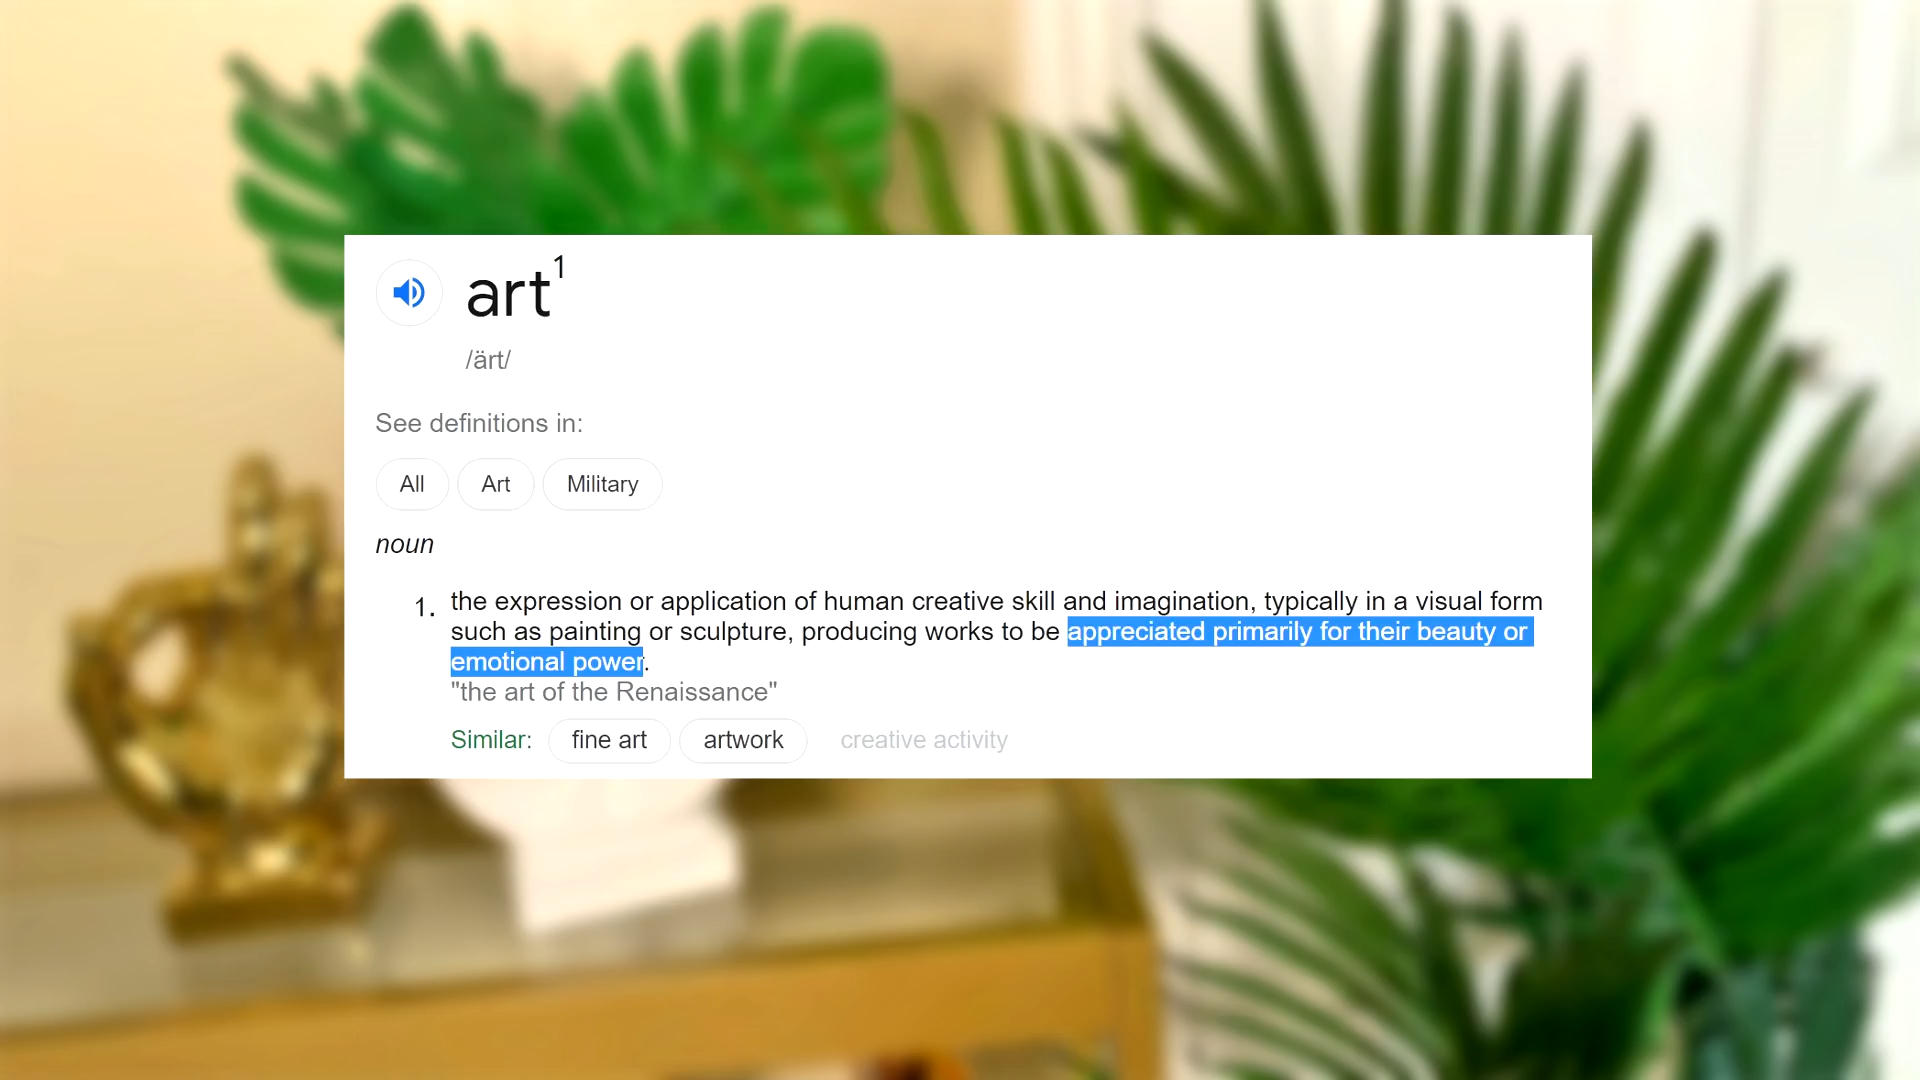 art1
/ärt/
See definitions in:
All Art Military
noun
1. the expression or application of human creative skill and imagination, typically in a visual form
such as painting or sculpture, producing works to be appreciated primarily for their beauty or
emotional power.
"the art of the Renaissance"
Similar: fine art artwork creative activity